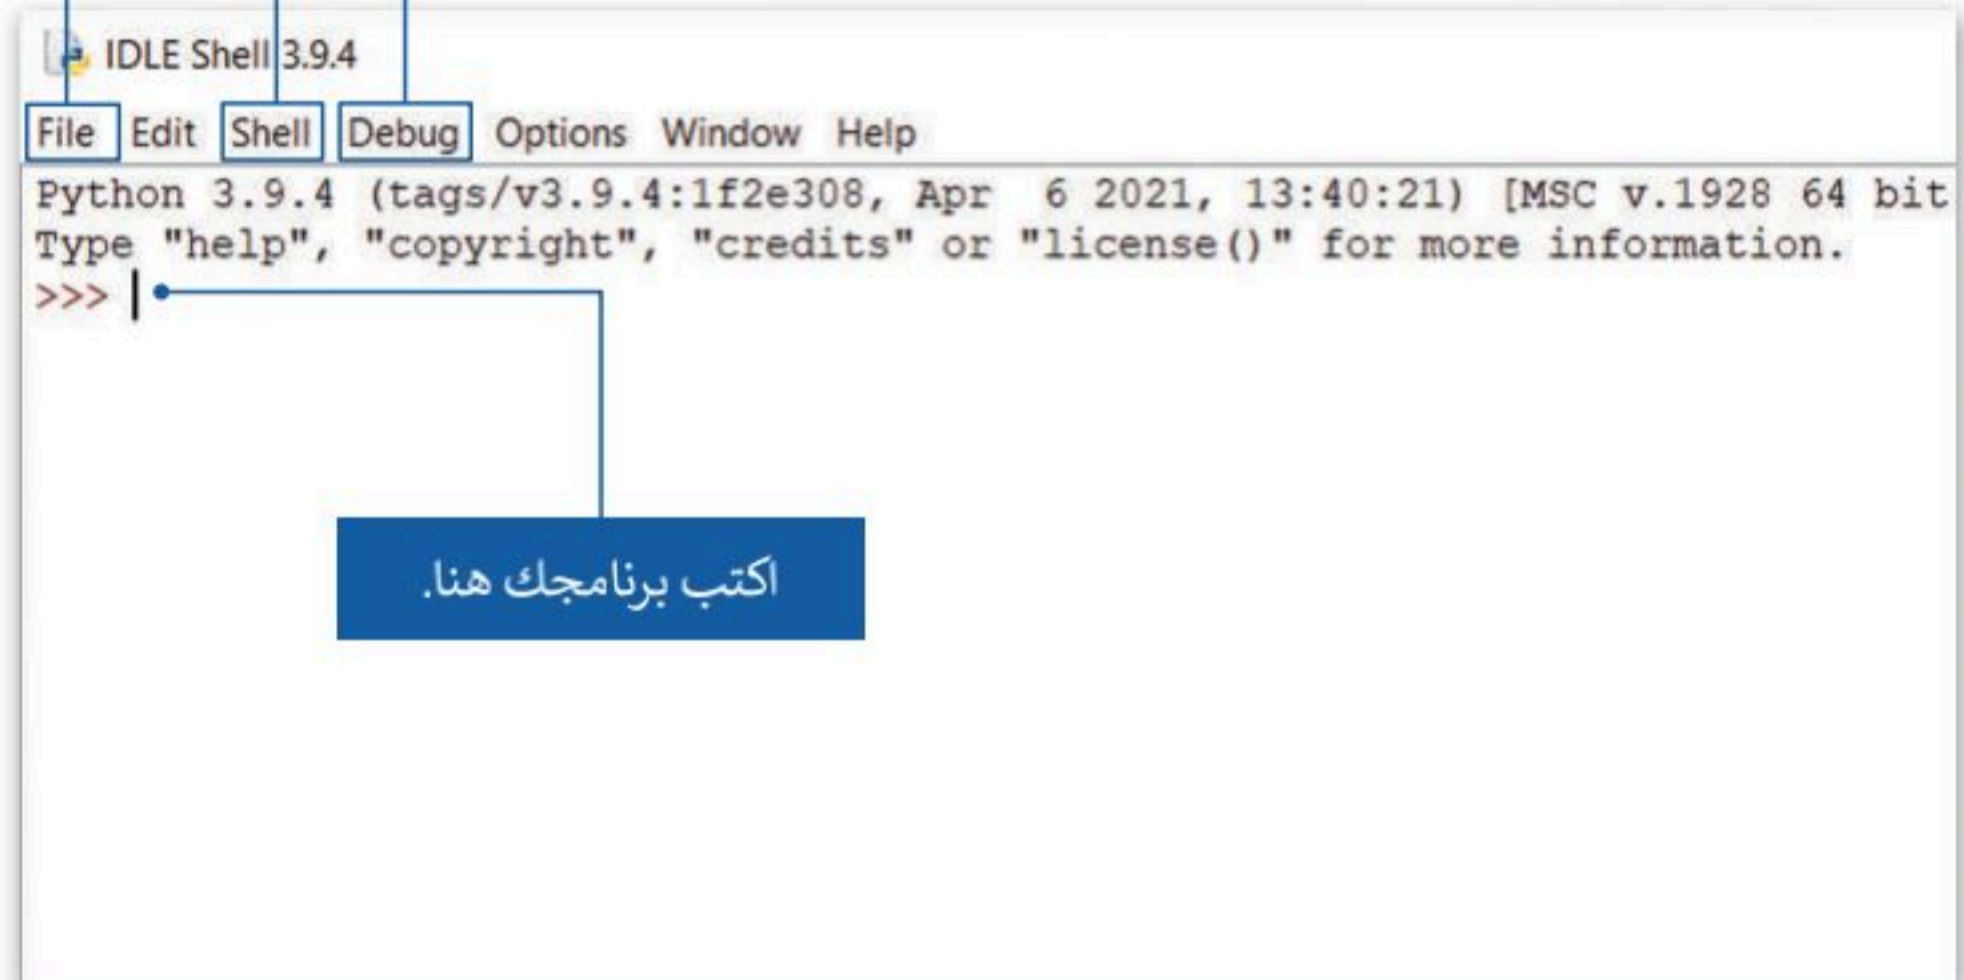 IDLE Shell 3.9.4
File Edit Shell Debug Options Window Help
Python 3.9.4 (tags/v3.9.4:1f2e308, Apr  6 2021, 13:40:21) [MSC v.1928 64 bit
Type "help", "copyright", "credits" or "license()" for more information.
>>>
اكتب برنامجك هنا.